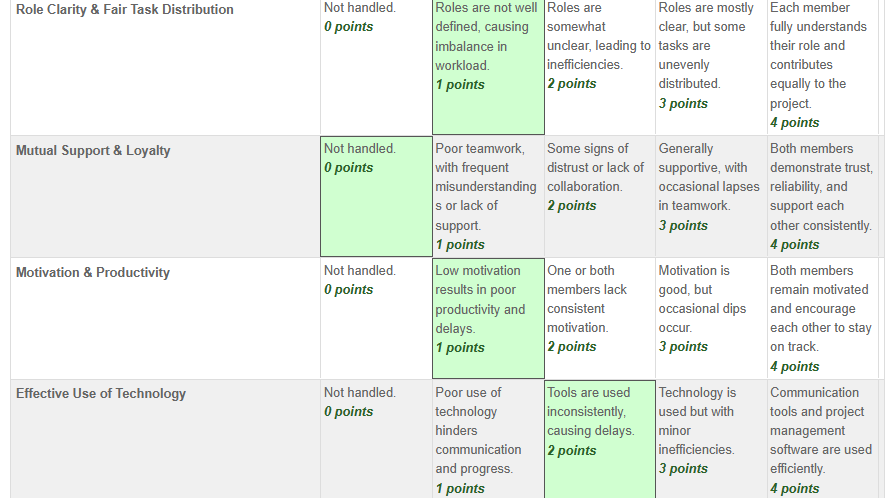 Role Clarity & Fair Task Distribution
Not handled.
0 points
Roles are not well
defined, causing
imbalance in
workload.
1 points
Roles are
somewhat
unclear, leading to
inefficiencies.
2 points
Roles are mostly
clear, but some
tasks are
unevenly
distributed.
3 points
Each member
fully understands
their role and
contributes
equally to the
project.
4 points
Mutual Support & Loyalty
Not handled.
0 points
Poor teamwork,
with frequent
misunderstanding
s or lack of
support.
1 points
Some signs of
distrust or lack of
collaboration.
2 points
Generally
supportive, with
occasional lapses
in teamwork.
3 points
Both members
demonstrate trust,
reliability, and
support each
other consistently.
4 points
Motivation & Productivity
Not handled.
0 points
Low motivation
results in poor
productivity and
delays.
1 points
One or both
members lack
consistent
motivation.
2 points
Motivation is
good, but
occasional dips
occur.
3 points
Both members
remain motivated
and encourage
each other to stay
on track.
4 points
Effective Use of Technology
Not handled.
0 points
Poor use of
technology
hinders
communication
and progress.
1 points
Tools are used
inconsistently,
causing delays.
2 points
Technology is
used but with
minor
inefficiencies.
3 points
Communication
tools and project
management
software are used
efficiently.
4 points